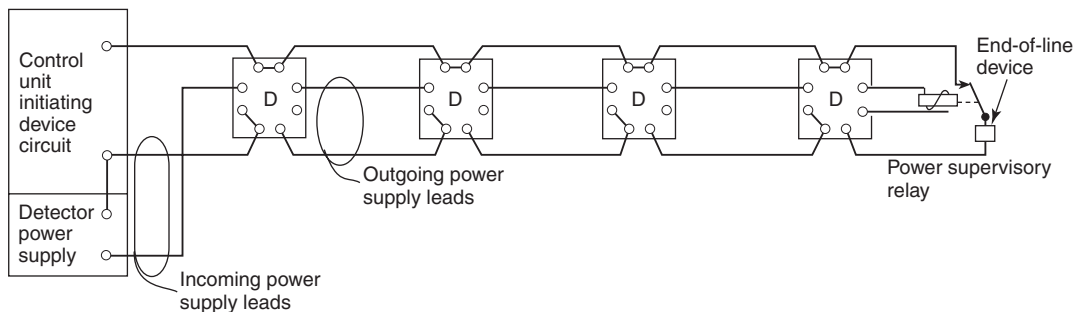 Control
unit
initiating
device
circuit
Detector
power
supply
D
D
D
D
End-of-line
device
Power supervisory
relay
Outgoing power
supply leads
Incoming power
supply leads